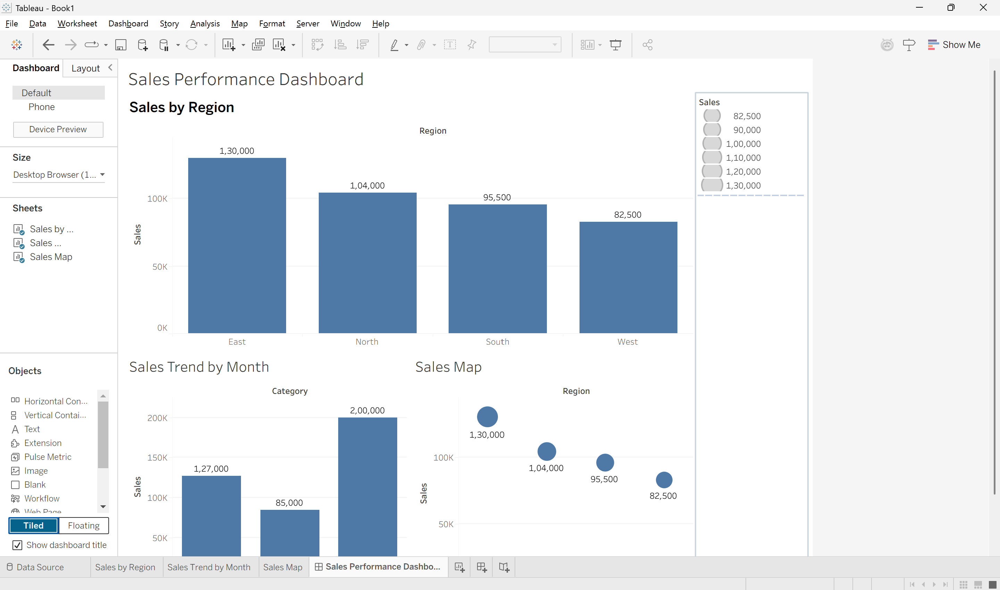 Tableau - Book1
File Data Worksheet Dashboard Story Analysis Map Format Server Window Help
Show Me
Dashboard Layout
Default
Phone
Device Preview
Size
Desktop Browser (1...
Sheets
Sales by ...
Sales ...
Sales Map
Objects
Horizontal Con...
Vertical Contai...
Text
Extension
Pulse Metric
Image
Blank
Workflow
Web Page
Tiled Floating
Show dashboard title
Sales Performance Dashboard
Sales by Region
Region
1,30,000
1,04,000
95,500
82,500
100K
50K
0K
Sales
East North South West
Sales
82,500
90,000
1,00,000
1,10,000
1,20,000
1,30,000
Sales Trend by Month
Category
2,00,000
1,27,000
85,000
200K
150K
100K
50K
Sales
Sales Map
Region
1,30,000
1,04,000
95,500
82,500
100K
50K
Sales
Data Source Sales by Region Sales Trend by Month Sales Map Sales Performance Dashbo...